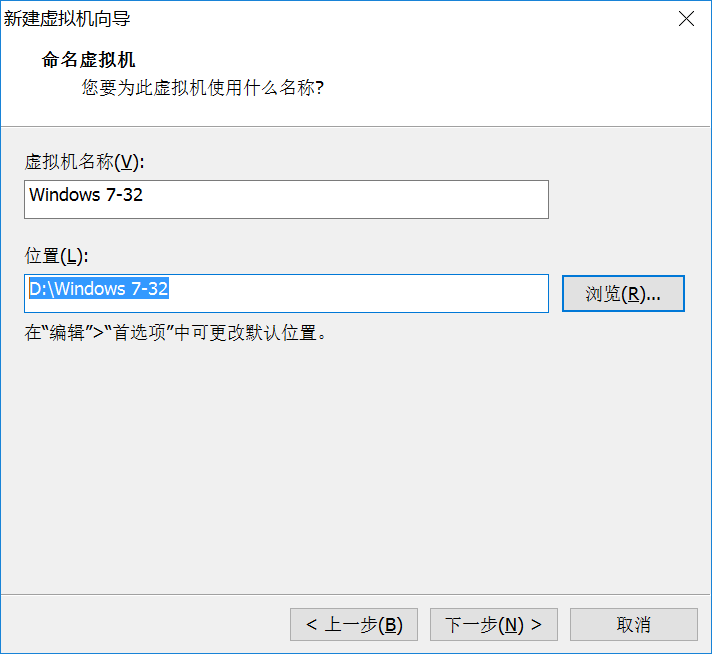 新建虚拟机向导
命名虚拟机
您要为此虚拟机使用什么名称?
虚拟机名称(V):
Windows 7-32
位置(L):
D:\Windows 7-32
浏览(R)...
在“编辑”>“首选项”中可更改默认位置。
< 上一步(B)
下一步(N) >
取消